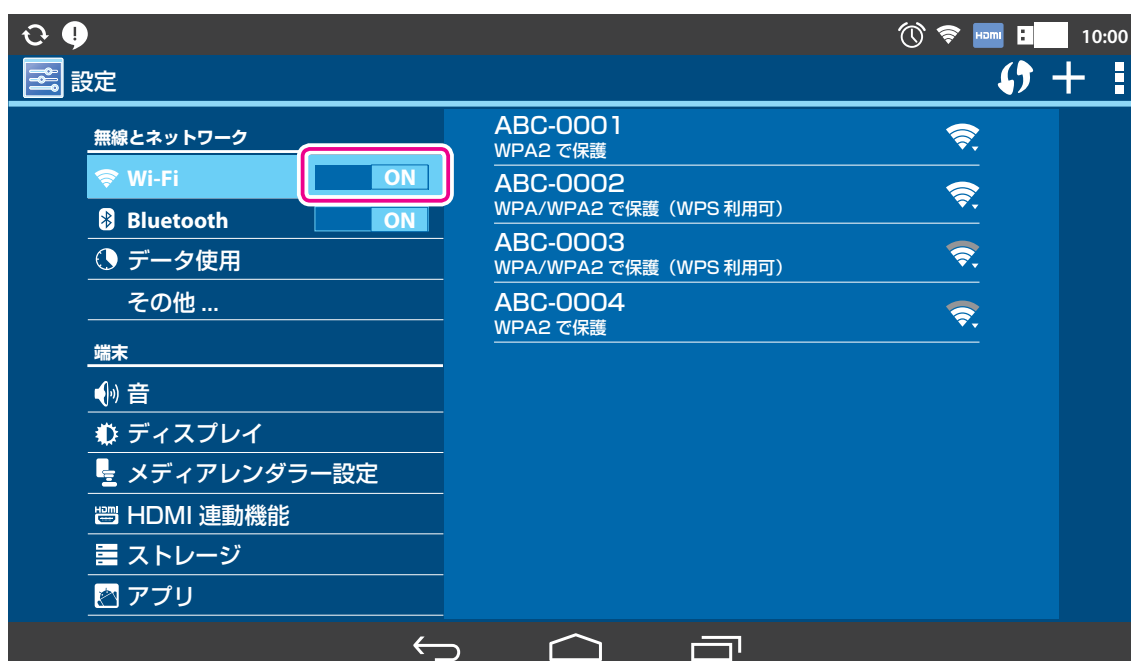 HDMI
10:00
設定
無線とネットワーク
Wi-Fi ON
Bluetooth ON
データ使用
その他 ...
端末
音
ディスプレイ
メディアレンダラー設定
HDMI 連動機能
ストレージ
アプリ
ABC-0001
WPA2 で保護
ABC-0002
WPA/WPA2 で保護（WPS 利用可）
ABC-0003
WPA/WPA2 で保護（WPS 利用可）
ABC-0004
WPA2 で保護